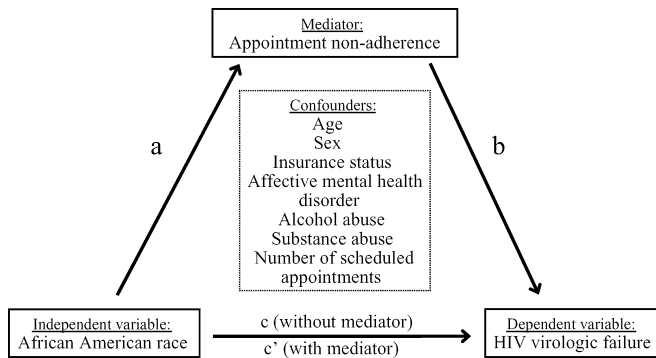 Mediator:
Appointment non-adherence
a
b
Confounders:
Age
Sex
Insurance status
Affective mental health
disorder
Alcohol abuse
Substance abuse
Number of scheduled
appointments
Independent variable:
African American race
c (without mediator)
c’ (with mediator)
Dependent variable:
HIV virologic failure